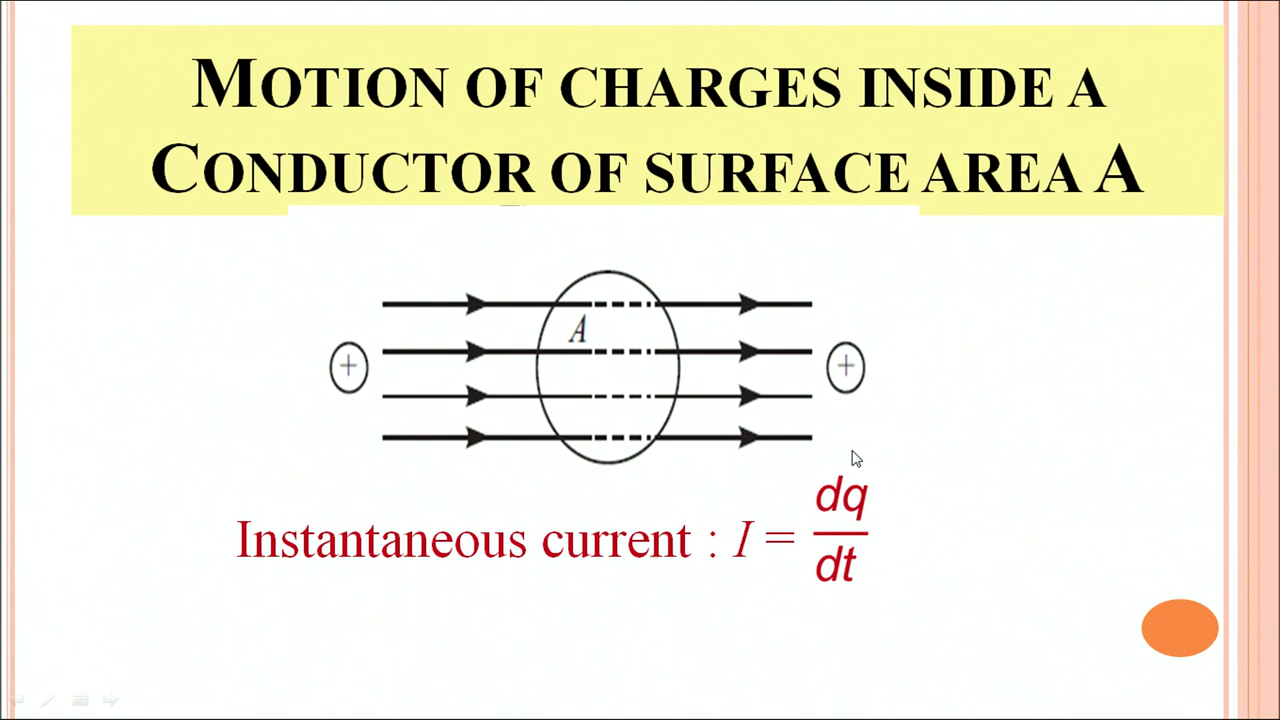 MOTION OF CHARGES INSIDE A
CONDUCTOR OF SURFACE AREA A
A
+ +
Instantaneous current : I = dq/dt